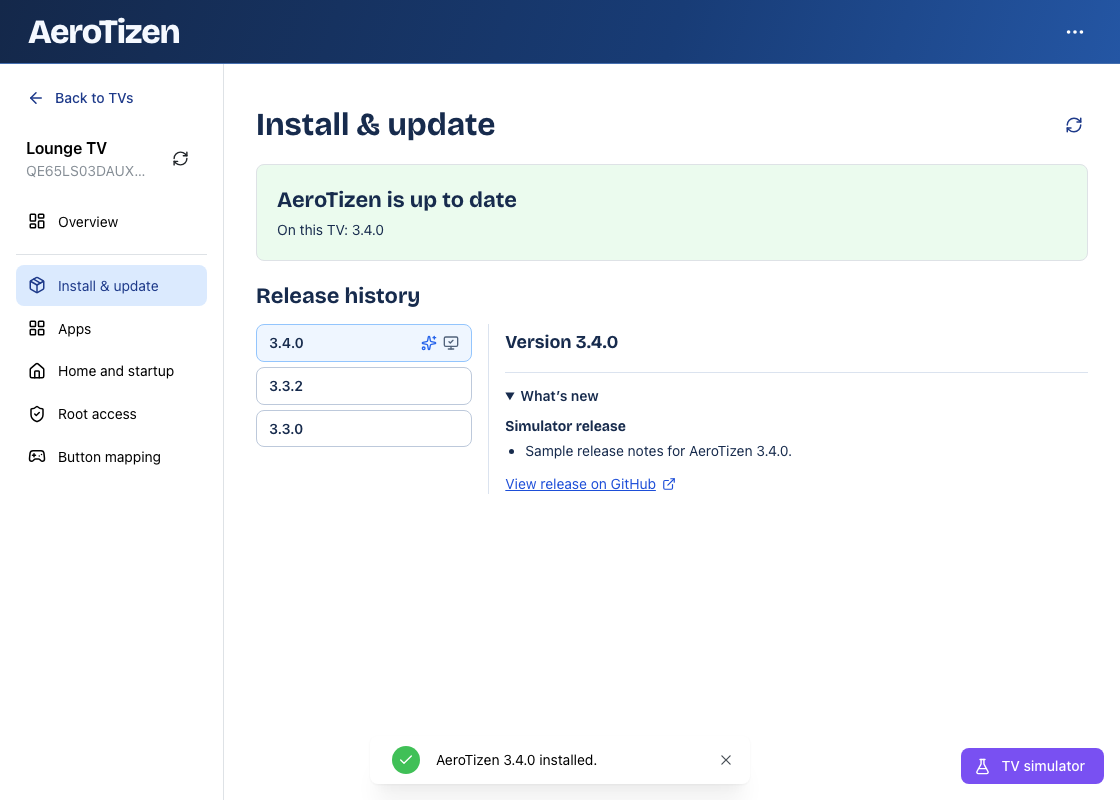 AeroTizen
Back to TVs
Lounge TV
QE65LS03DAUX...
Overview
Install & update
Apps
Home and startup
Root access
Button mapping
Install & update
AeroTizen is up to date
On this TV: 3.4.0
Release history
3.4.0
3.3.2
3.3.0
Version 3.4.0
What’s new
Simulator release
Sample release notes for AeroTizen 3.4.0.
View release on GitHub
AeroTizen 3.4.0 installed.
TV simulator